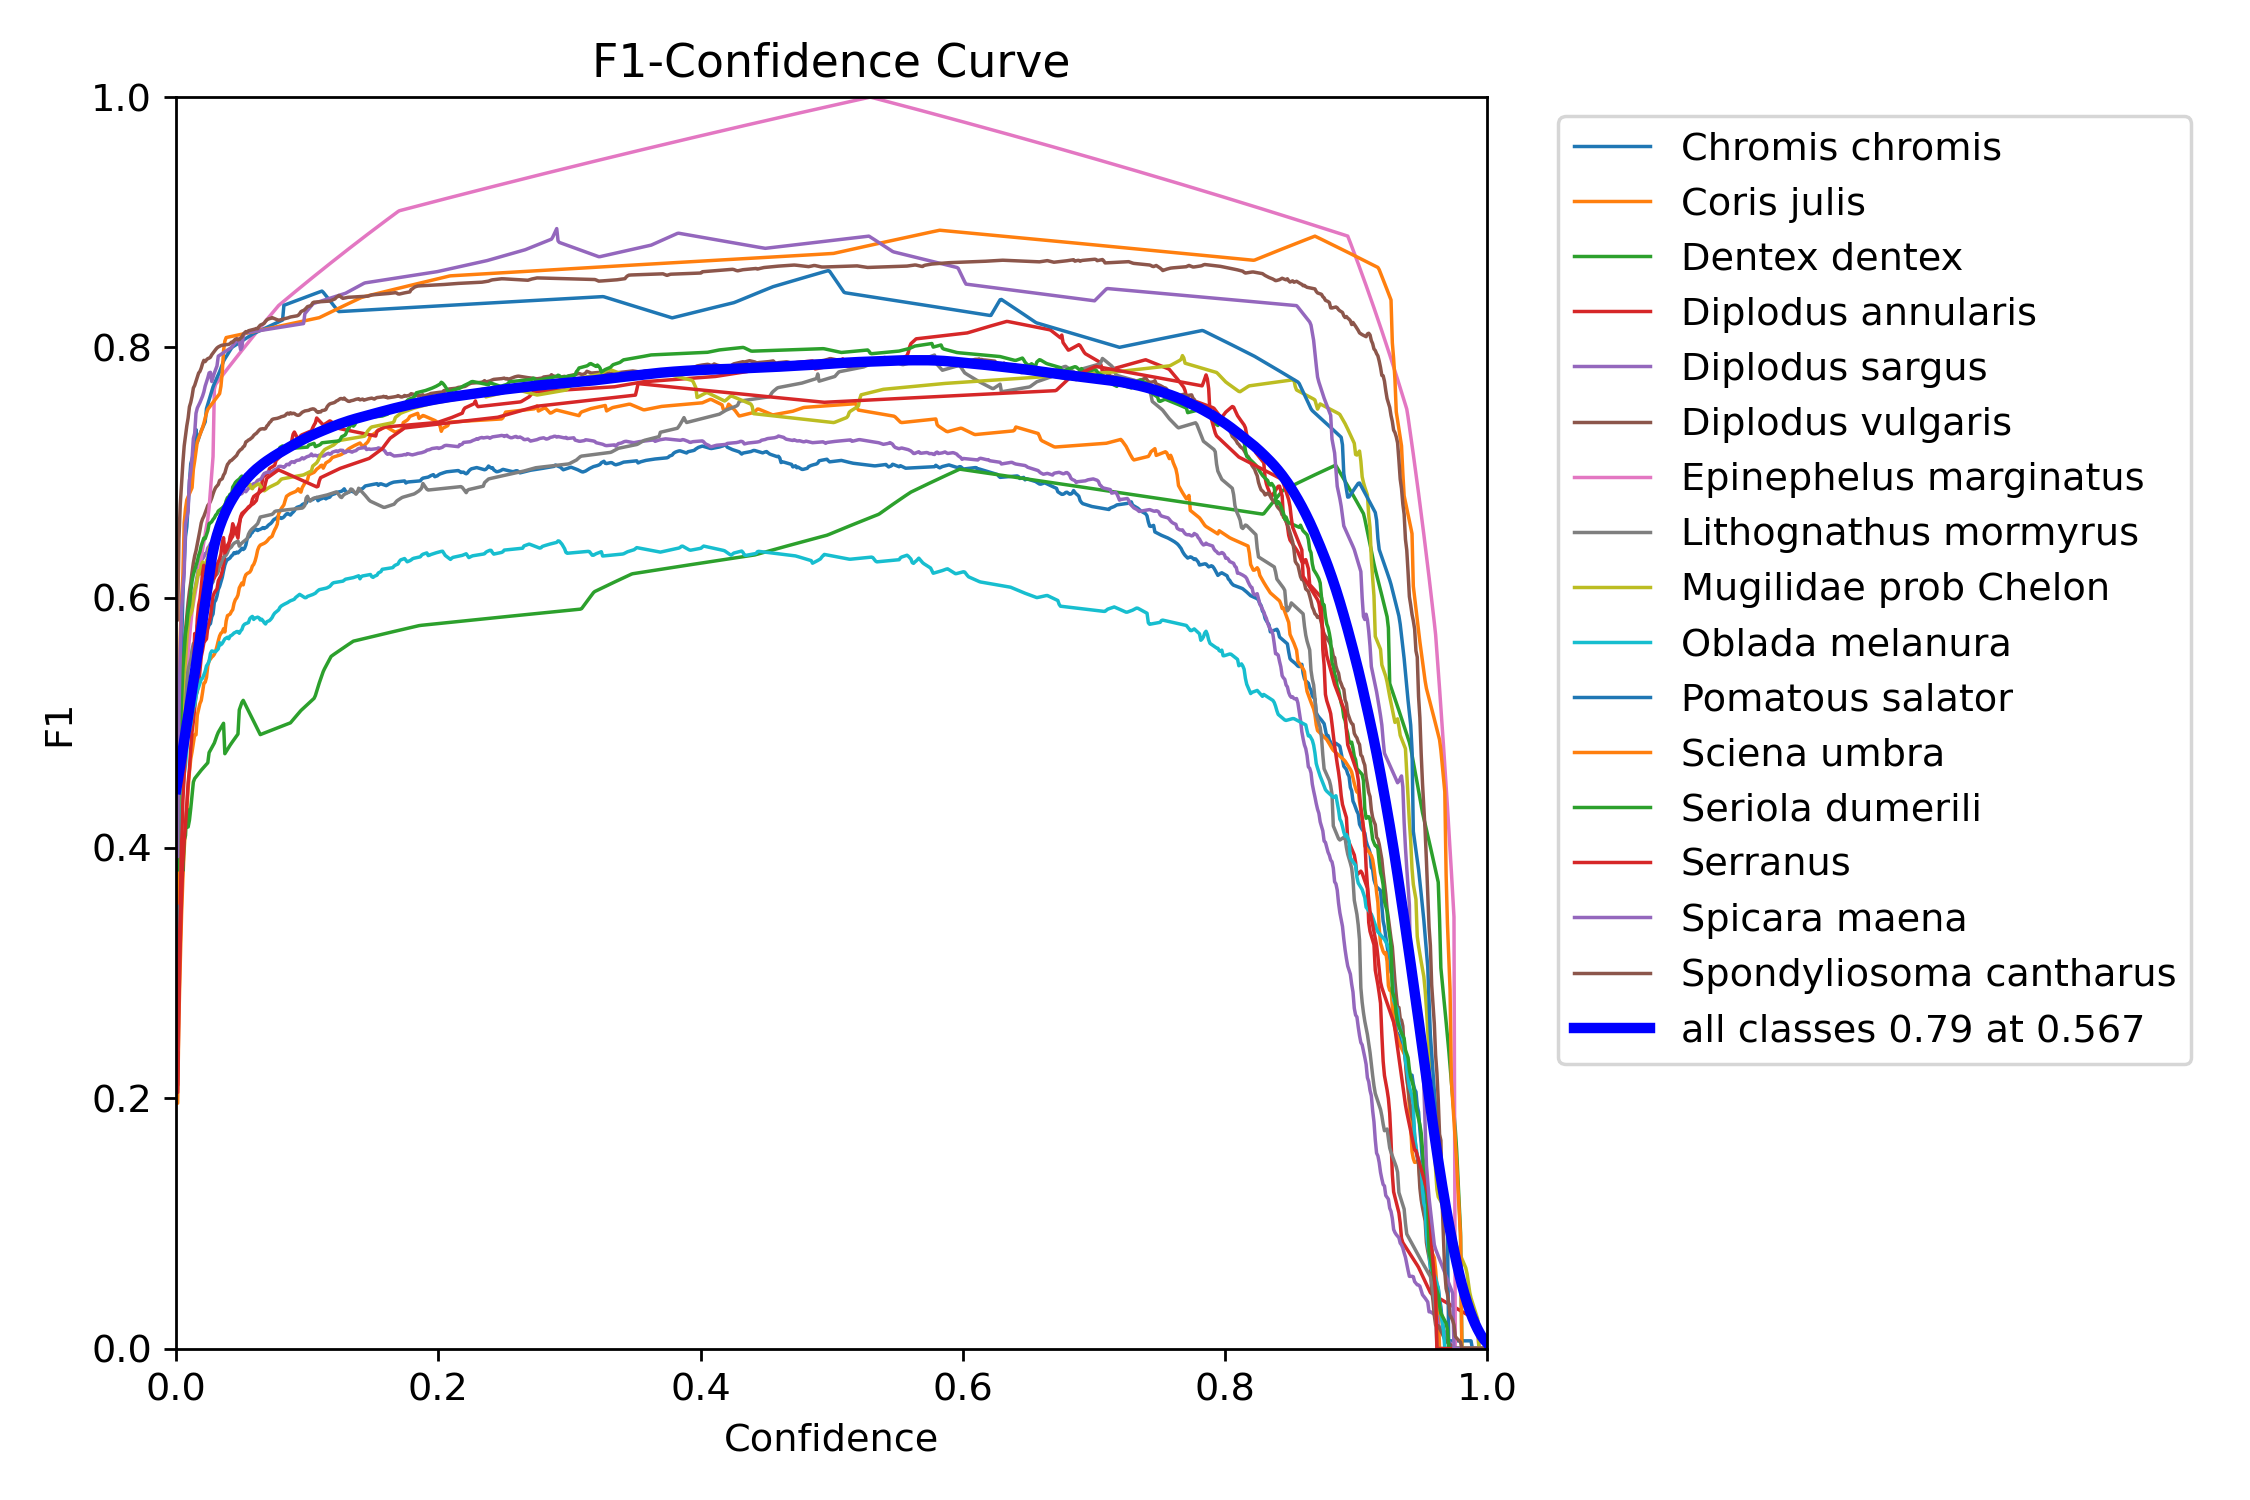 F1-Confidence Curve
1.0
0.8
0.6
0.4
0.2
0.0
F1
0.0 0.2 0.4 0.6 0.8 1.0
Confidence
Chromis chromis
Coris julis
Dentex dentex
Diplodus annularis
Diplodus sargus
Diplodus vulgaris
Epinephelus marginatus
Lithognathus mormyrus
Mugilidae prob Chelon
Oblada melanura
Pomatous salator
Sciena umbra
Seriola dumerili
Serranus
Spicara maena
Spondyliosoma cantharus
all classes 0.79 at 0.567